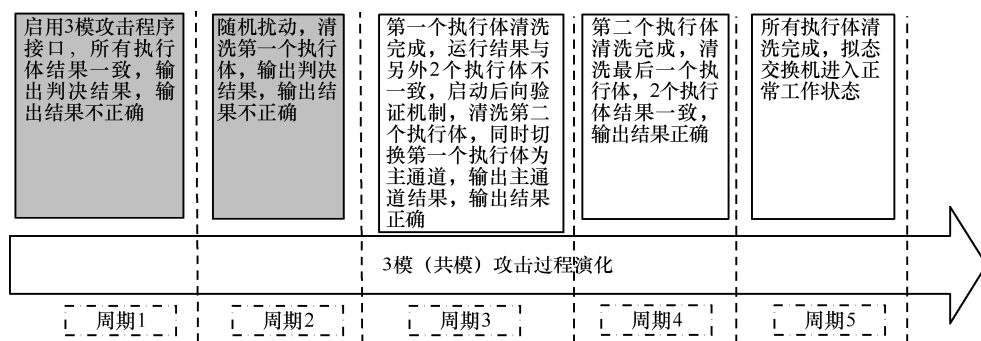 启用3模攻击程序
接口，所有执行
体结果一致，输
出判决结果，输
出结果不正确
随机扰动，清
洗第一个执行
体，输出判决
结果，输出结
果不正确
第一个执行体清洗
完成，运行结果与
另外2个执行体不
一致，启动后向验
证机制，清洗第二
个执行体，同时切
换第一个执行体为
主通道，输出主通
道结果，输出结果
正确
第二个执行体
清洗完成，清
洗最后一个执
行体，2个执行
体结果一致，
输出结果正确
所有执行体清
洗完成，拟态
交换机进入正
常工作状态
3模（共模）攻击过程演化
周期1
周期2
周期3
周期4
周期5